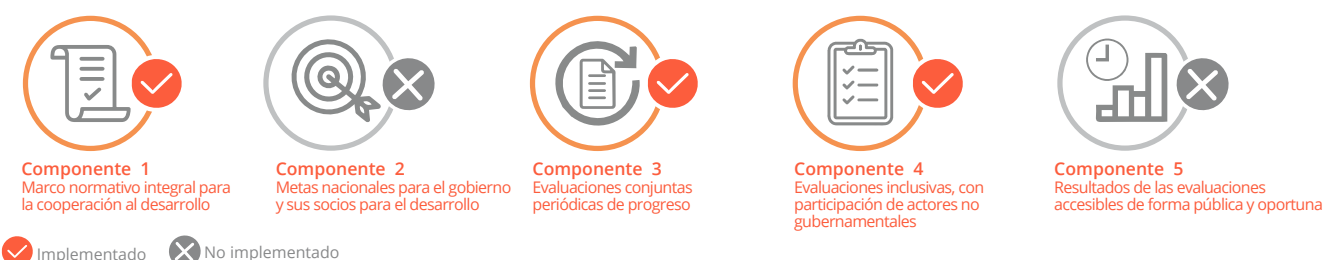 Componente 1
Marco normativo integral para
la cooperación al desarrollo
Componente 2
Metas nacionales para el gobierno
y sus socios para el desarrollo
Componente 3
Evaluaciones conjuntas
periódicas de progreso
Componente 4
Evaluaciones inclusivas, con
participación de actores no
gubernamentales
Componente 5
Resultados de las evaluaciones
accesibles de forma pública y oportuna
Implementado
No implementado